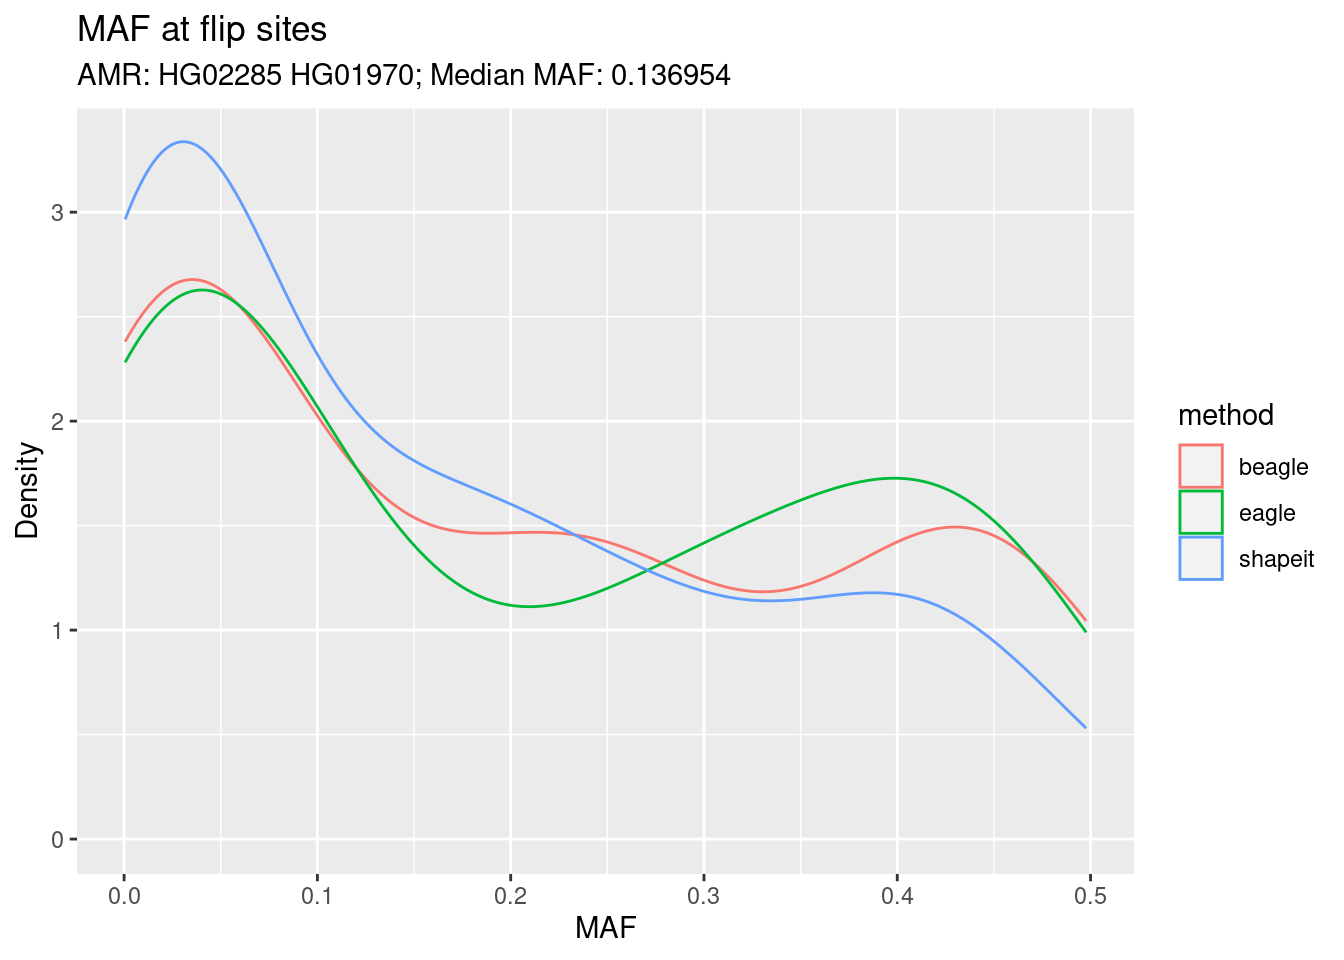 MAF at flip sites
AMR: HG02285 HG01970; Median MAF: 0.136954
Density
3
2
1
0
0.0 0.1 0.2 0.3 0.4 0.5
MAF
method
beagle
eagle
shapeit